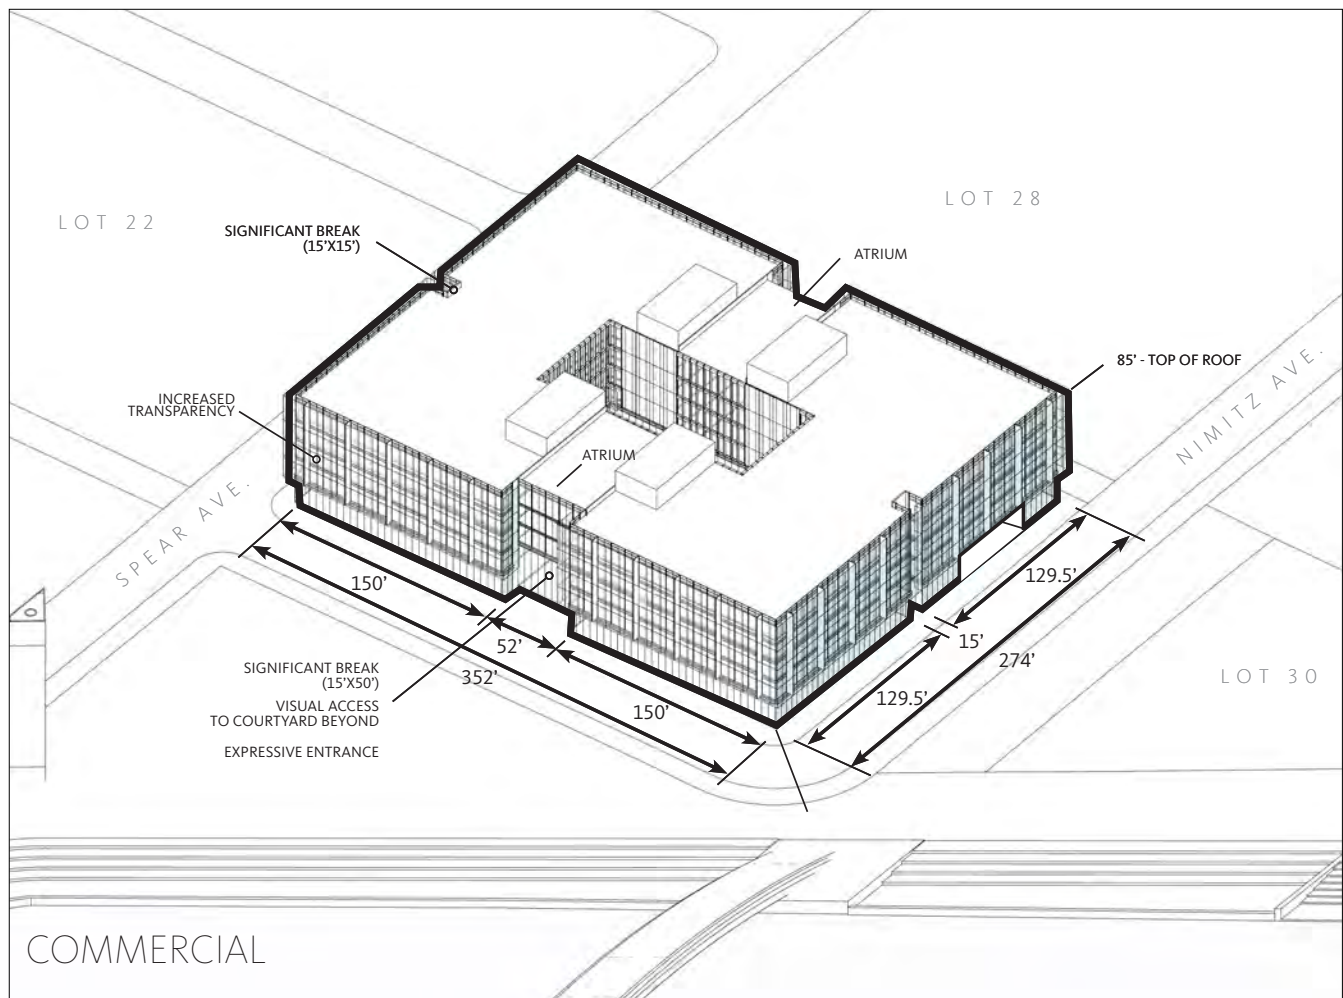 LOT 22
LOT 28
SIGNIFICANT BREAK
(15'X15')
ATRIUM
85' - TOP OF ROOF
NIMITZ AVE.
INCREASED
TRANSPARENCY
ATRIUM
SPEAR AVE.
150'
129.5'
52'
15'
352'
274'
SIGNIFICANT BREAK
(15'X50')
VISUAL ACCESS
TO COURTYARD BEYOND
EXPRESSIVE ENTRANCE
150'
129.5'
LOT 30
COMMERCIAL